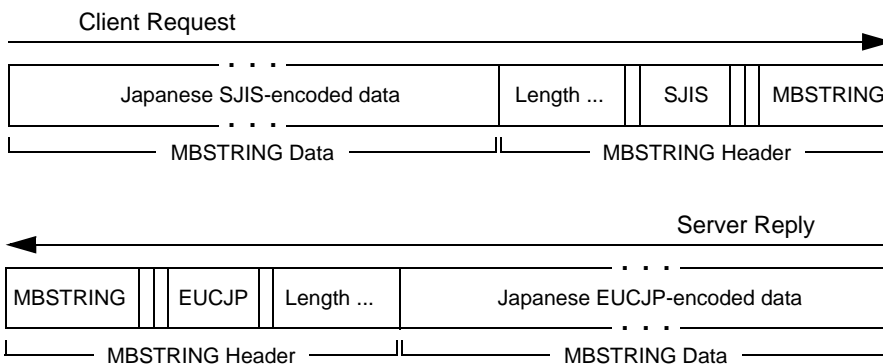 Client Request
. . .
Japanese SJIS-encoded data Length ... SJIS MBSTRING
. . .
MBSTRING Data MBSTRING Header
Server Reply
. . .
MBSTRING EUCJP Length ... Japanese EUCJP-encoded data
. . .
MBSTRING Header MBSTRING Data